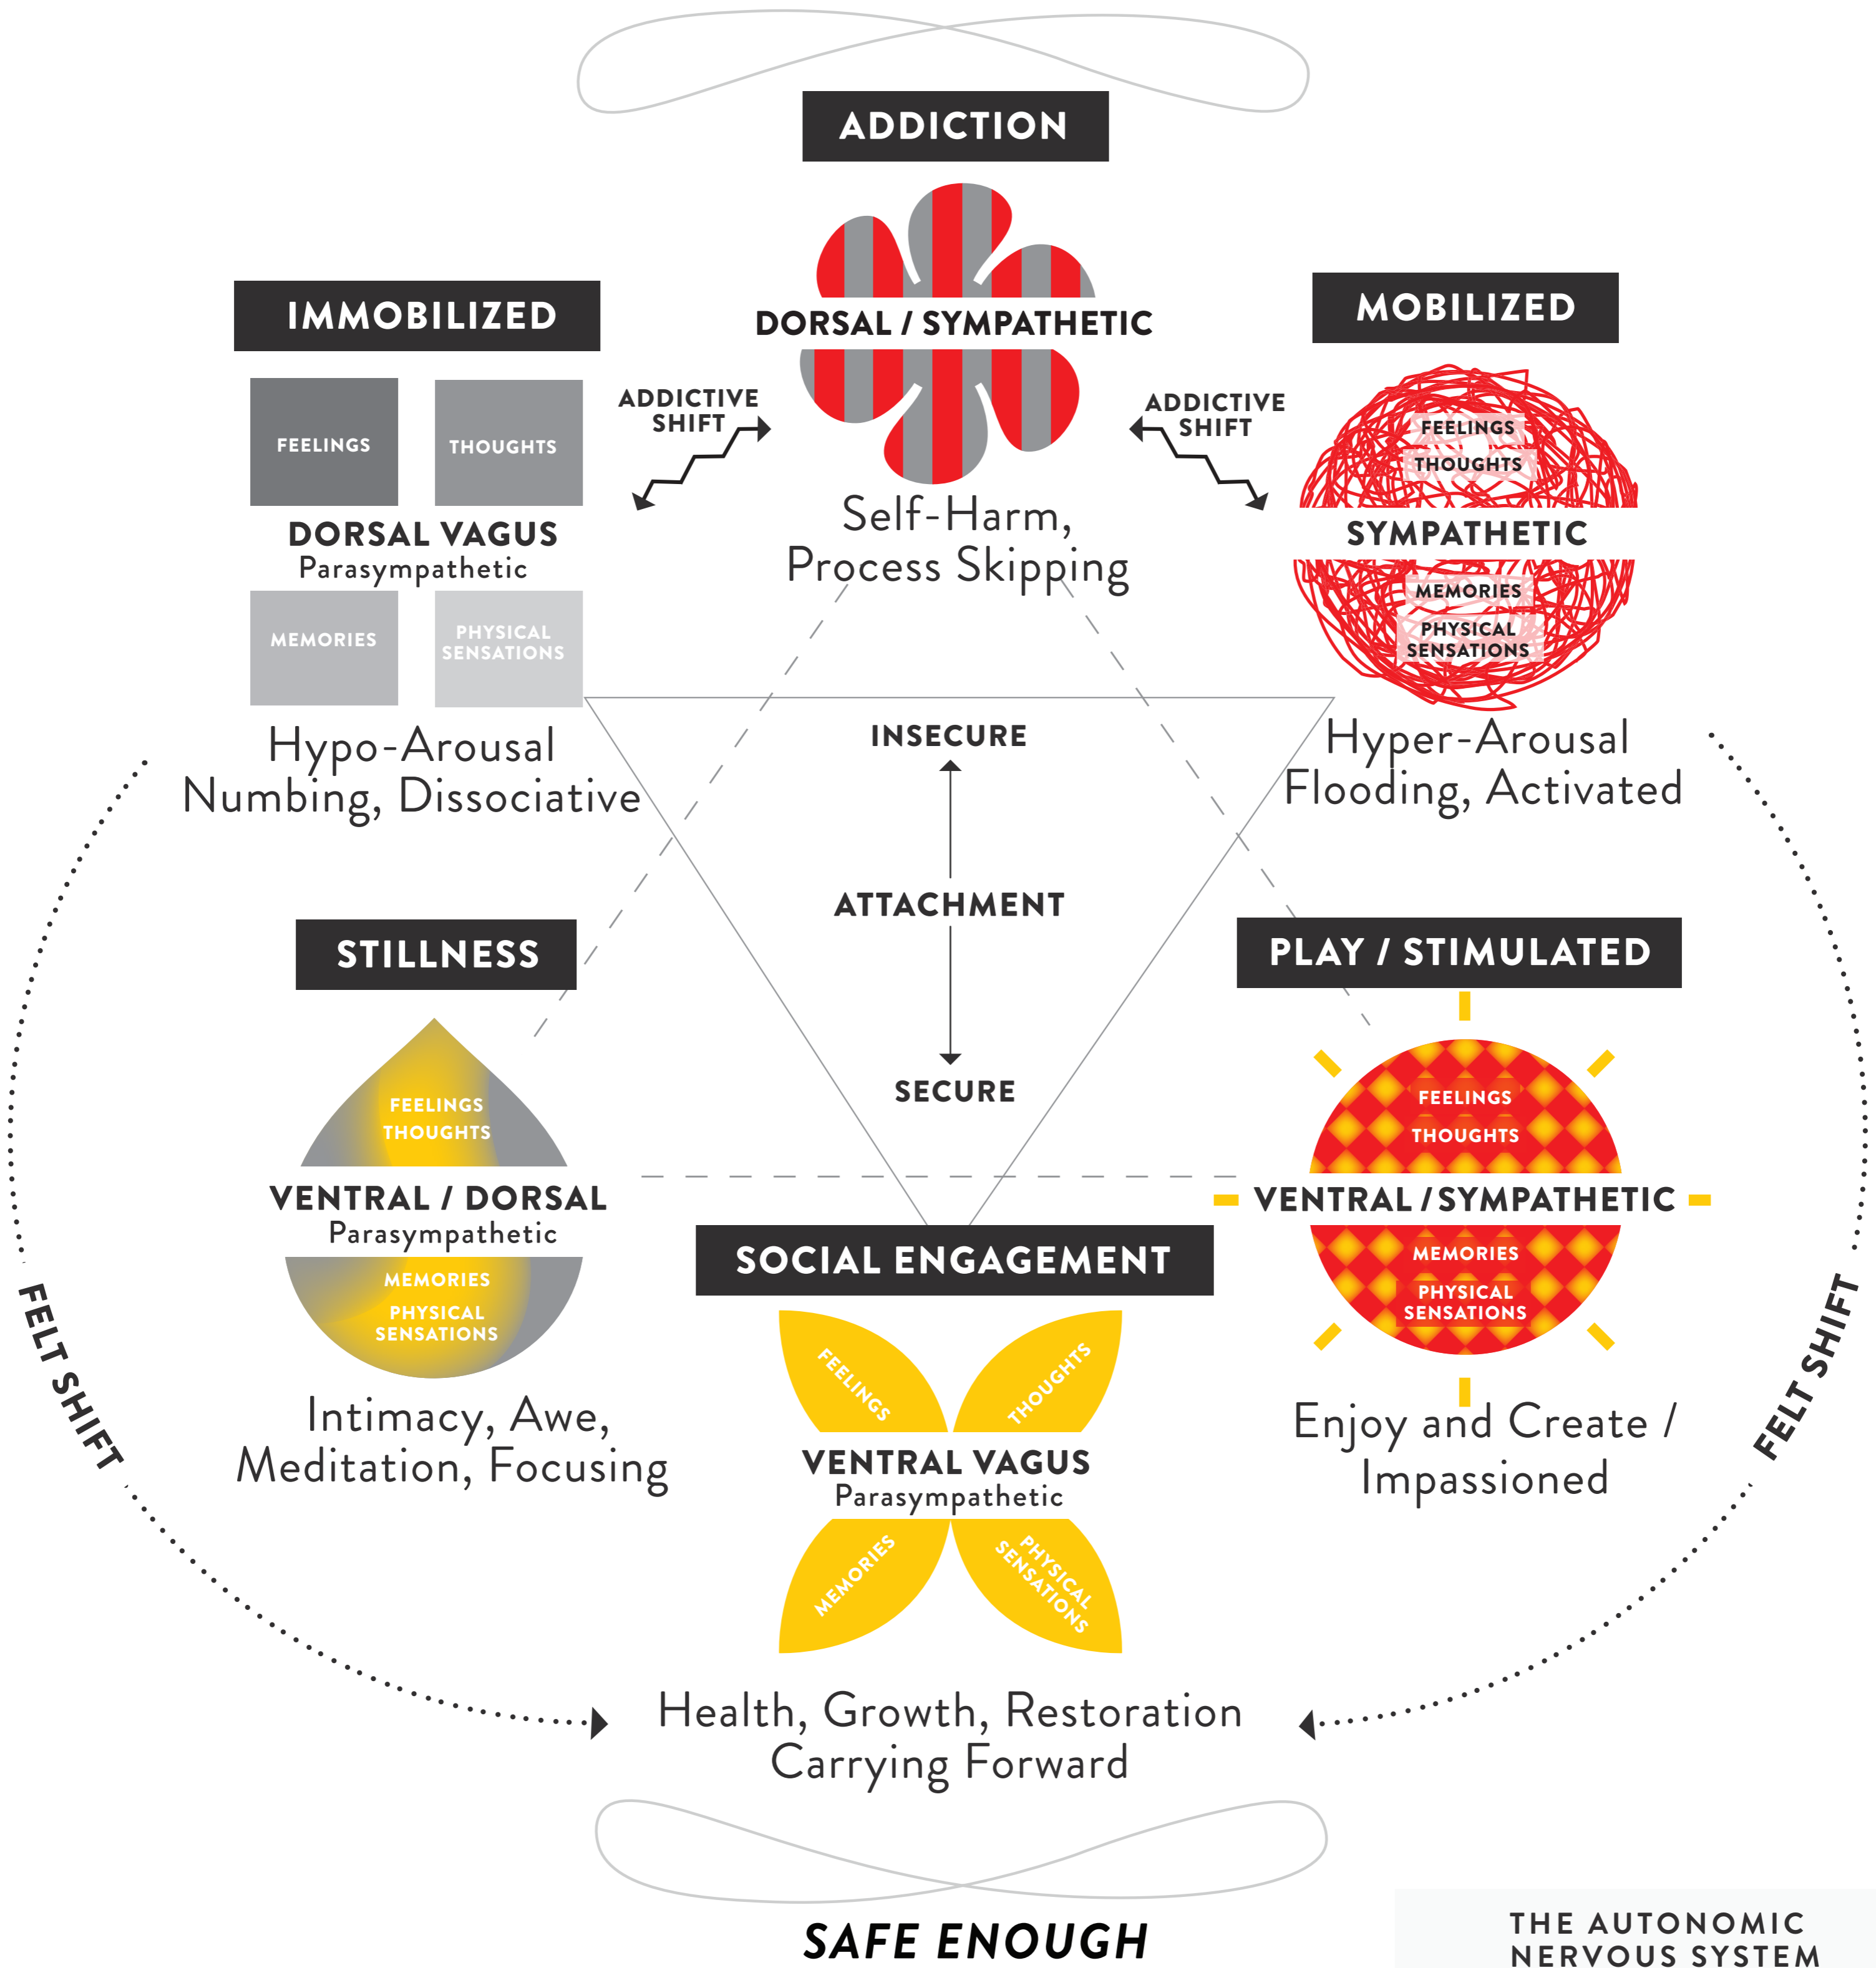 ADDICTION
DORSAL / SYMPATHETIC
Self-Harm,
Process Skipping
IMMOBILIZED
FEELINGS
THOUGHTS
DORSAL VAGUS
Parasympathetic
MEMORIES
PHYSICAL
SENSATIONS
Hypo-Arousal
Numbing, Dissociative
ADDICTIVE
SHIFT
ADDICTIVE
SHIFT
MOBILIZED
FEELINGS
THOUGHTS
SYMPATHETIC
MEMORIES
PHYSICAL
SENSATIONS
Hyper-Arousal
Flooding, Activated
INSECURE
ATTACHMENT
SECURE
STILLNESS
FEELINGS
THOUGHTS
VENTRAL / DORSAL
Parasympathetic
MEMORIES
PHYSICAL
SENSATIONS
Intimacy, Awe,
Meditation, Focusing
PLAY / STIMULATED
FEELINGS
THOUGHTS
VENTRAL / SYMPATHETIC
MEMORIES
PHYSICAL
SENSATIONS
Enjoy and Create /
Impassioned
SOCIAL ENGAGEMENT
FEELINGS
THOUGHTS
VENTRAL VAGUS
Parasympathetic
MEMORIES
PHYSICAL
SENSATIONS
Health, Growth, Restoration
Carrying Forward
FELT SHIFT
FELT SHIFT
SAFE ENOUGH
THE AUTONOMIC
NERVOUS SYSTEM